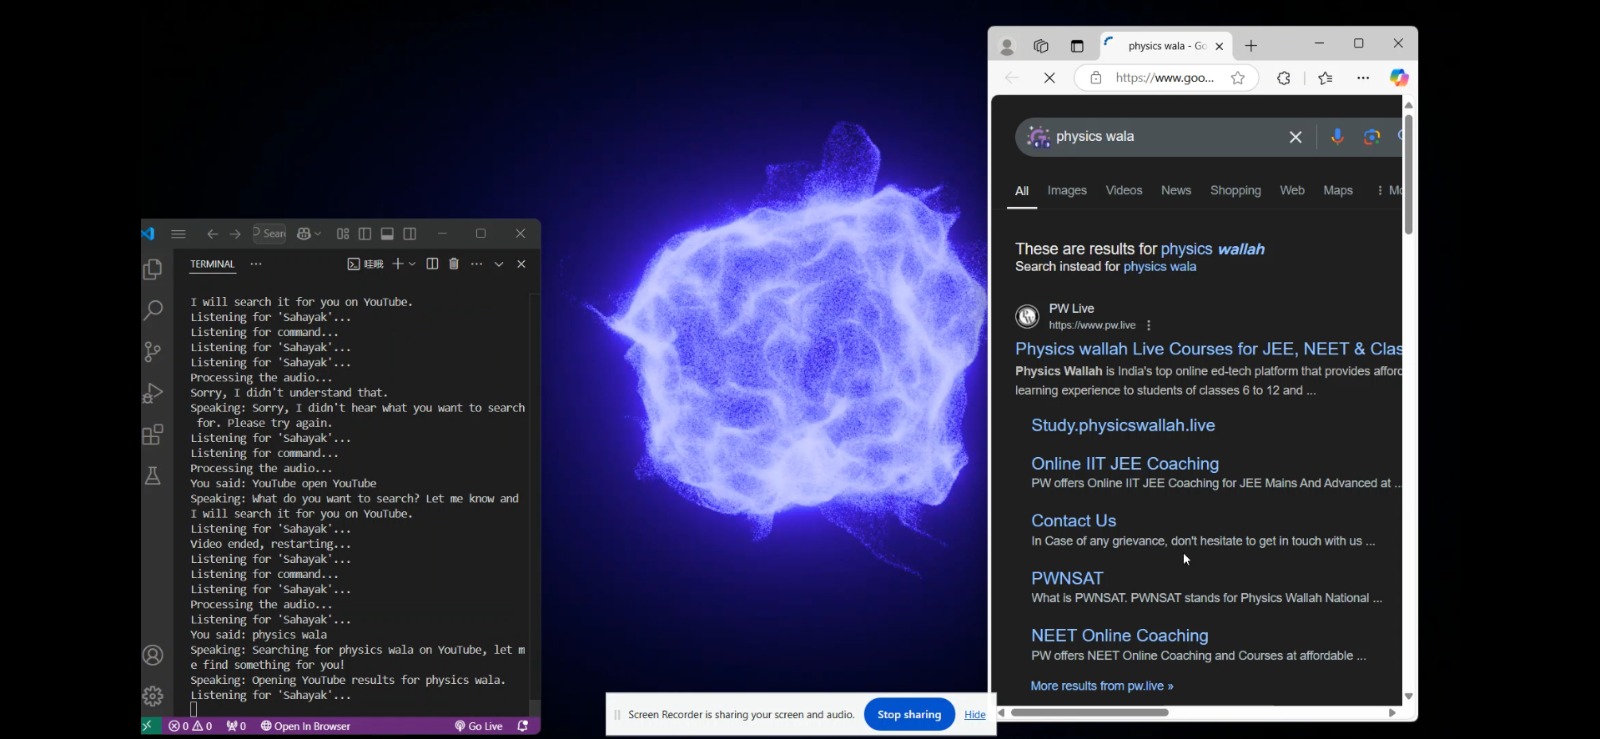 Sear
TERMINAL
哇哦
I will search it for you on YouTube.
Listening for 'Sahayak'...
Listening for command...
Listening for 'Sahayak'...
Listening for 'Sahayak'...
Processing the audio...
Sorry, I didn't understand that.
Speaking: Sorry, I didn't hear what you want to search
for. Please try again.
Listening for 'Sahayak'...
Listening for command...
Processing the audio...
You said: YouTube open YouTube
Speaking: What do you want to search? Let me know and
I will search it for you on YouTube.
Listening for 'Sahayak'...
Video ended, restarting...
Listening for 'Sahayak'...
Listening for command...
Listening for 'Sahayak'...
Processing the audio...
Listening for 'Sahayak'...
You said: physics wala
Speaking: Searching for physics wala on YouTube, let m
e find something for you!
Speaking: Opening YouTube results for physics wala.
Listening for 'Sahayak'...
0 0 0 Open In Browser Go Live
Screen Recorder is sharing your screen and audio. Stop sharing Hide
physics wala - Go
https://www.goo...
physics wala
All Images Videos News Shopping Web Maps Mo
These are results for physics wallah
Search instead for physics wala
PW Live
https://www.pw.live
Physics wallah Live Courses for JEE, NEET & Clas
Physics Wallah is India's top online ed-tech platform that provides afforc
learning experience to students of classes 6 to 12 and ...
Study.physicswallah.live
Online IIT JEE Coaching
PW offers Online IIT JEE Coaching for JEE Mains And Advanced at ...
Contact Us
In Case of any grievance, don't hesitate to get in touch with us ...
PWNSAT
What is PWNSAT. PWNSAT stands for Physics Wallah National ...
NEET Online Coaching
PW offers NEET Online Coaching and Courses at affordable ...
More results from pw.live »